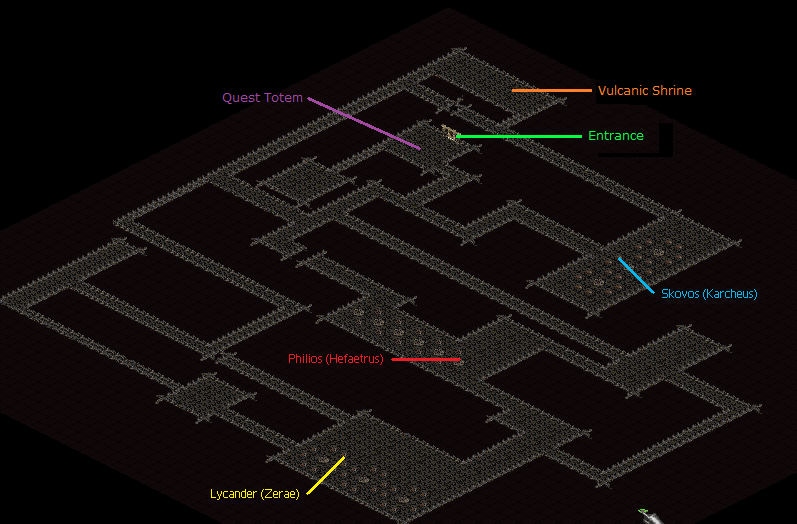 Vulcanic Shrine
Quest Totem
Entrance
Skovos (Karcheus)
Philios (Hefaetrus)
Lycander (Zerae)